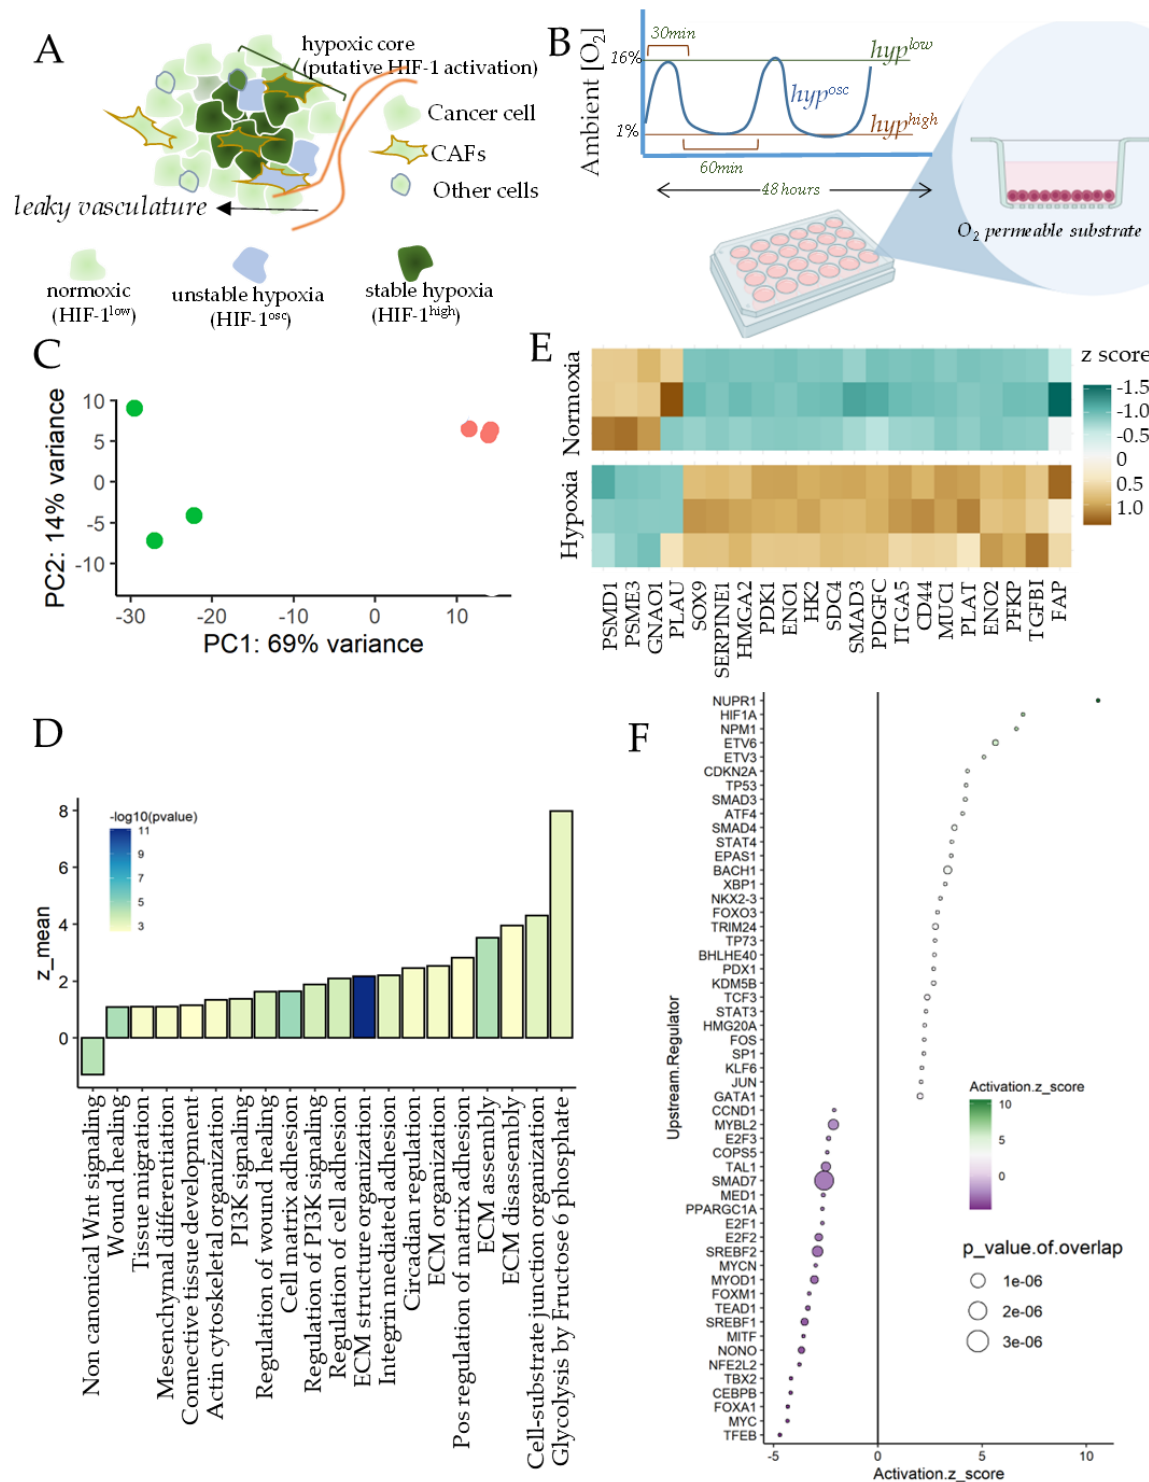 A
hypoxic core
(putative HIF-1 activation)
Cancer cell
CAFs
Other cells
leaky vasculature
normoxic
(HIF-1low)
unstable hypoxia
(HIF-1osc)
stable hypoxia
(HIF-1high)
B
Ambient [O2]
16%
1%
30min
60min
48 hours
hyplow
hyposc
hyphigh
O2 permeable substrate
C
PC2: 14% variance
10
5
0
-5
-10
-30
-20
-10
0
10
PC1: 69% variance
E
Normoxia
Hypoxia
z score
-1.5
-1.0
-0.5
0
0.5
1.0
PSMD1
PSME3
GNAO1
PLAU
SOX9
SERPINE1
HMGA2
PDK1
ENO1
HK2
SDC4
SMAD3
PDGFC
ITGA5
CD44
MUC1
PLAT
ENO2
PFKP
TGFBI
FAP
D
z_mean
8
6
4
2
0
-log10(pvalue)
11
9
7
5
3
Non canonical Wnt signaling
Wound healing
Tissue migration
Mesenchymal differentiation
Connective tissue development
Actin cytoskeletal organization
PI3K signaling
Regulation of wound healing
Cell matrix adhesion
Regulation of PI3K signaling
Regulation of cell adhesion
ECM structure organization
Integrin mediated adhesion
Circadian regulation
ECM organization
Pos regulation of matrix adhesion
ECM assembly
ECM disassembly
Cell-substrate junction organization
Glycolysis by Fructose 6 phosphate
F
Upstream.Regulator
NUPR1
HIF1A
NPM1
ETV6
ETV3
CDKN2A
TP53
SMAD3
ATF4
SMAD4
STAT4
EPAS1
BACH1
XBP1
NKX2-3
FOXO3
TRIM24
TP73
BHLHE40
PDX1
KDM5B
TCF3
STAT3
HMG20A
FOS
SP1
KLF6
JUN
GATA1
CCND1
MYBL2
E2F3
COPS5
TAL1
SMAD7
MED1
PPARGC1A
E2F1
E2F2
SREBF2
MYCN
MYOD1
FOXM1
TEAD1
SREBF1
MITF
NONO
NFE2L2
TBX2
CEBPB
FOXA1
MYC
TFEB
-5
0
5
10
Activation.z_score
Activation.z_score
10
5
0
p_value.of.overlap
1e-06
2e-06
3e-06